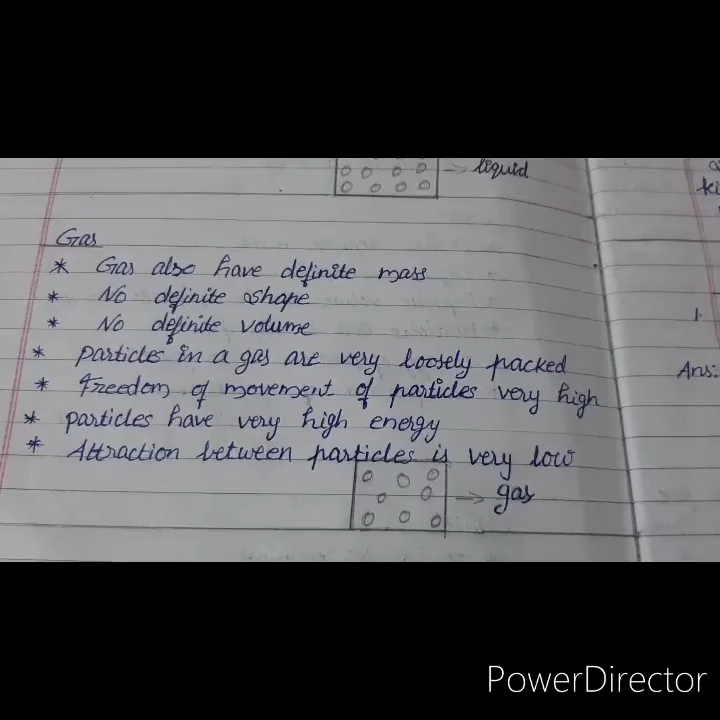 → liquid
Gas
* Gas also have definite mass
* No definite shape
* No definite volume
* particles in a gas are very loosely packed
* Freedom of movement of particles very high
* particles have very high energy
* Attraction between particles is very low
→ gas
ki
1.
Ans:
PowerDirector